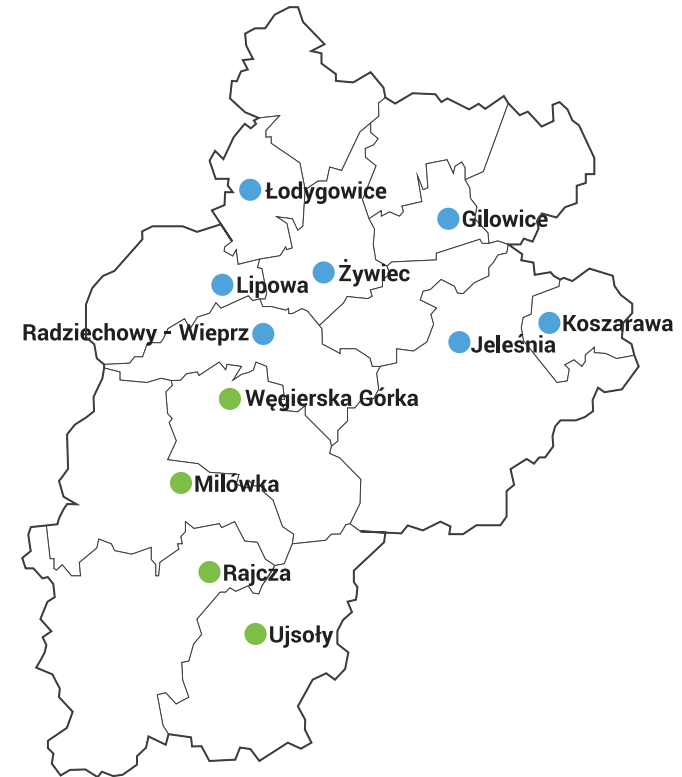 Łodygowice
Gilowice
Żywiec
Lipowa
Koszarawa
Radziechowy - Wieprz
Jeleśnia
Węgierska Górka
Milówka
Rajcza
Ujsoły